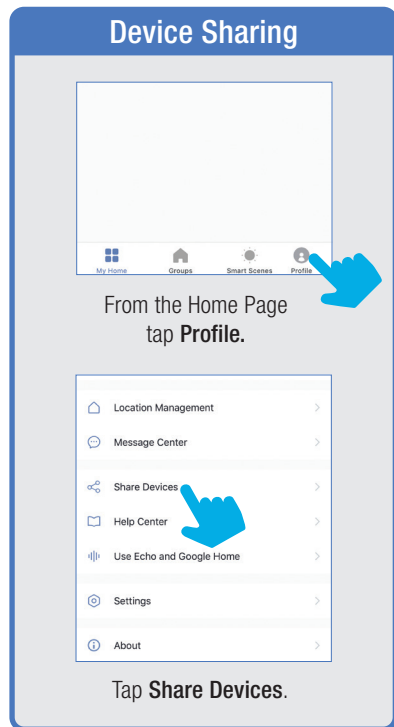 Device Sharing
My Home Groups Smart Scenes Profile
From the Home Page
tap Profile.
Location Management
Message Center
Share Devices
Help Center
Use Echo and Google Home
Settings
About
Tap Share Devices.